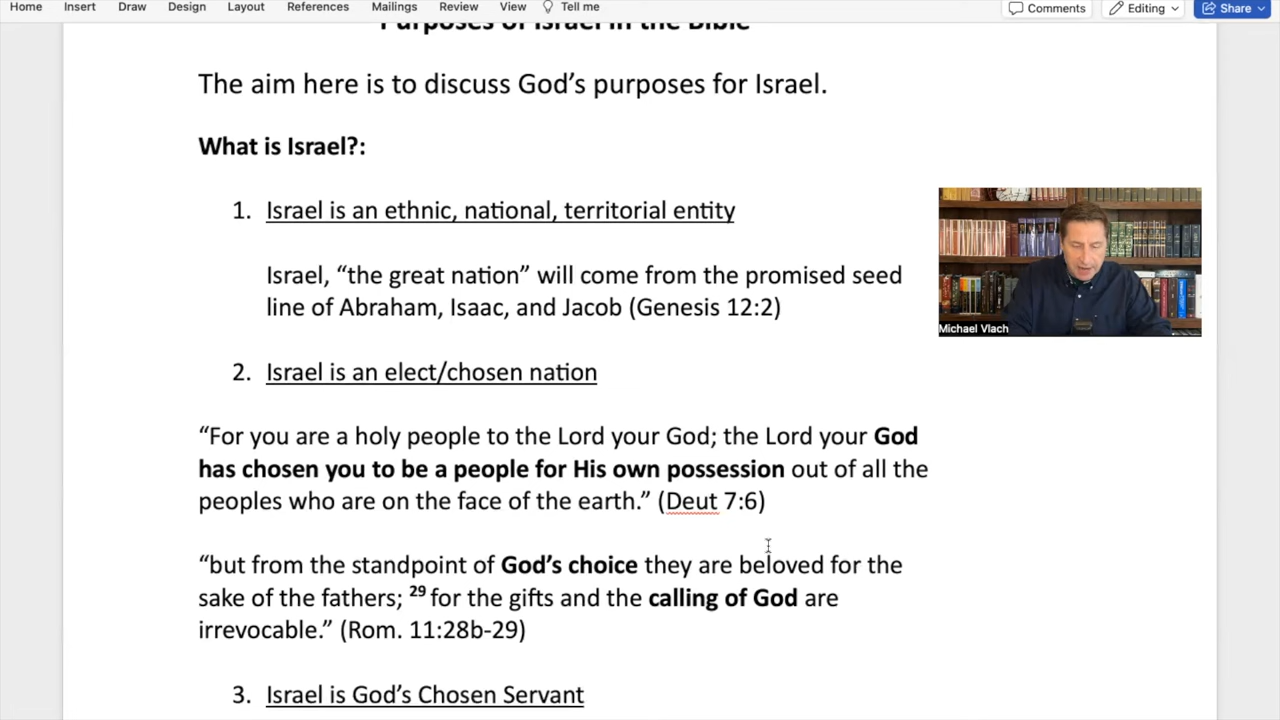 Home Insert Draw Design Layout References Mailings Review View Tell me Comments Editing Share
Purposes of Israel in the Bible
The aim here is to discuss God’s purposes for Israel.
What is Israel?:
1. Israel is an ethnic, national, territorial entity
Israel, “the great nation” will come from the promised seed
line of Abraham, Isaac, and Jacob (Genesis 12:2)
Michael Vlach
2. Israel is an elect/chosen nation
“For you are a holy people to the Lord your God; the Lord your God
has chosen you to be a people for His own possession out of all the
peoples who are on the face of the earth.” (Deut 7:6)
“but from the standpoint of God’s choice they are beloved for the
sake of the fathers; 29 for the gifts and the calling of God are
irrevocable.” (Rom. 11:28b-29)
3. Israel is God’s Chosen Servant